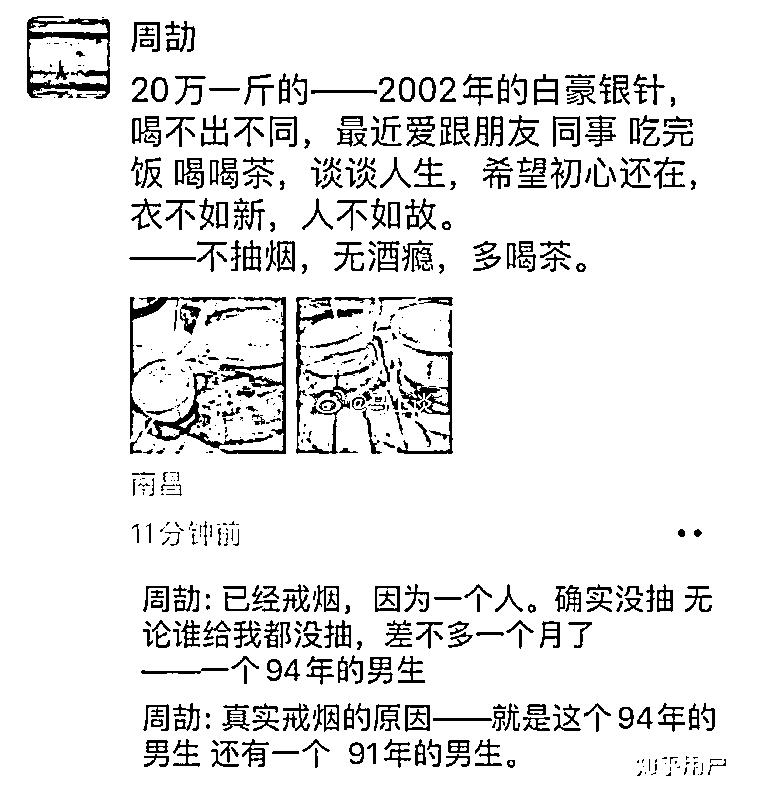 周劼
20万一斤的——2002年的白豪银针，
喝不出不同，最近爱跟朋友 同事 吃完
饭 喝喝茶，谈谈人生，希望初心还在，
衣不如新，人不如故。
——不抽烟，无酒瘾，多喝茶。
南昌
11分钟前
周劼: 已经戒烟，因为一个人。确实没抽 无
论谁给我都没抽，差不多一个月了
——一个94年的男生
周劼: 真实戒烟的原因——就是这个94年的
男生 还有一个 91年的男生。
知乎用户